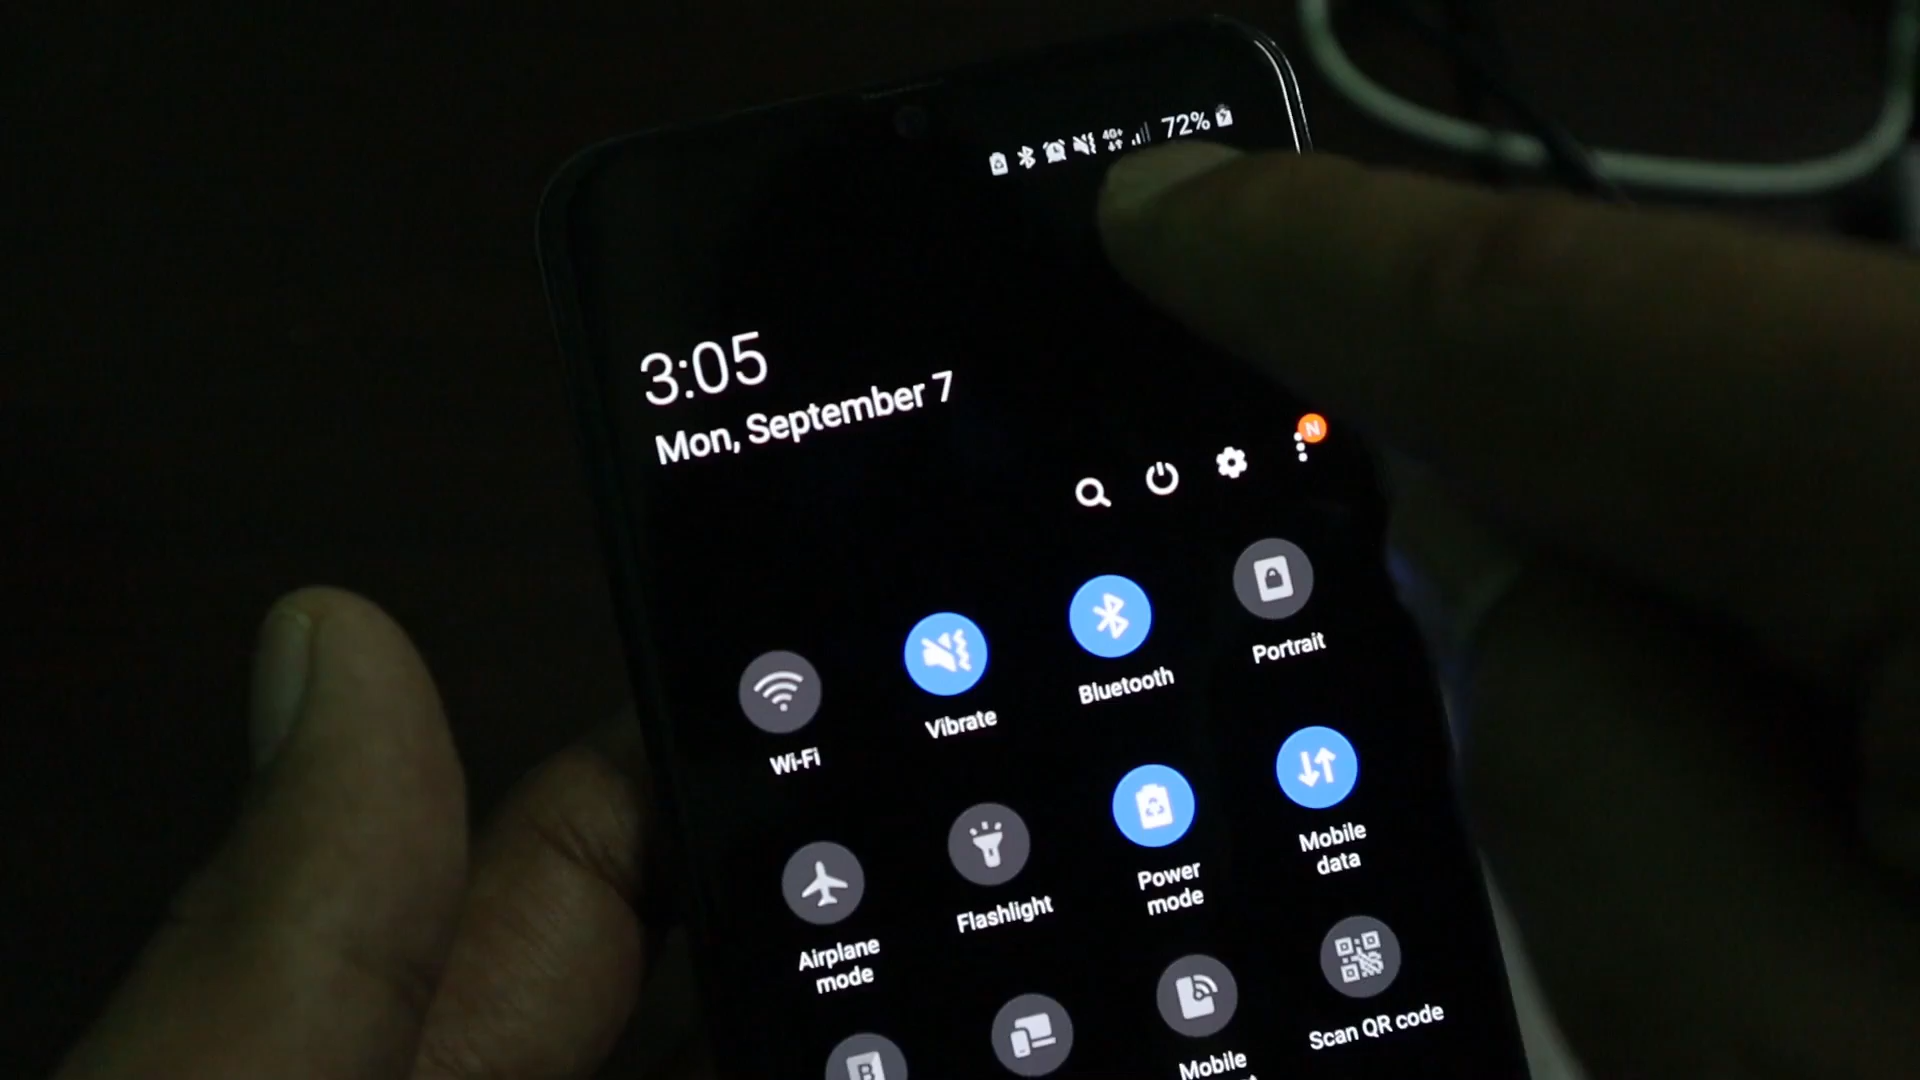 4G+ 72%
3:05
Mon, September 7
N
Wi-Fi
Vibrate
Bluetooth
Portrait
Airplane
mode
Flashlight
Power
mode
Mobile
data
B
Mobile
Scan QR code